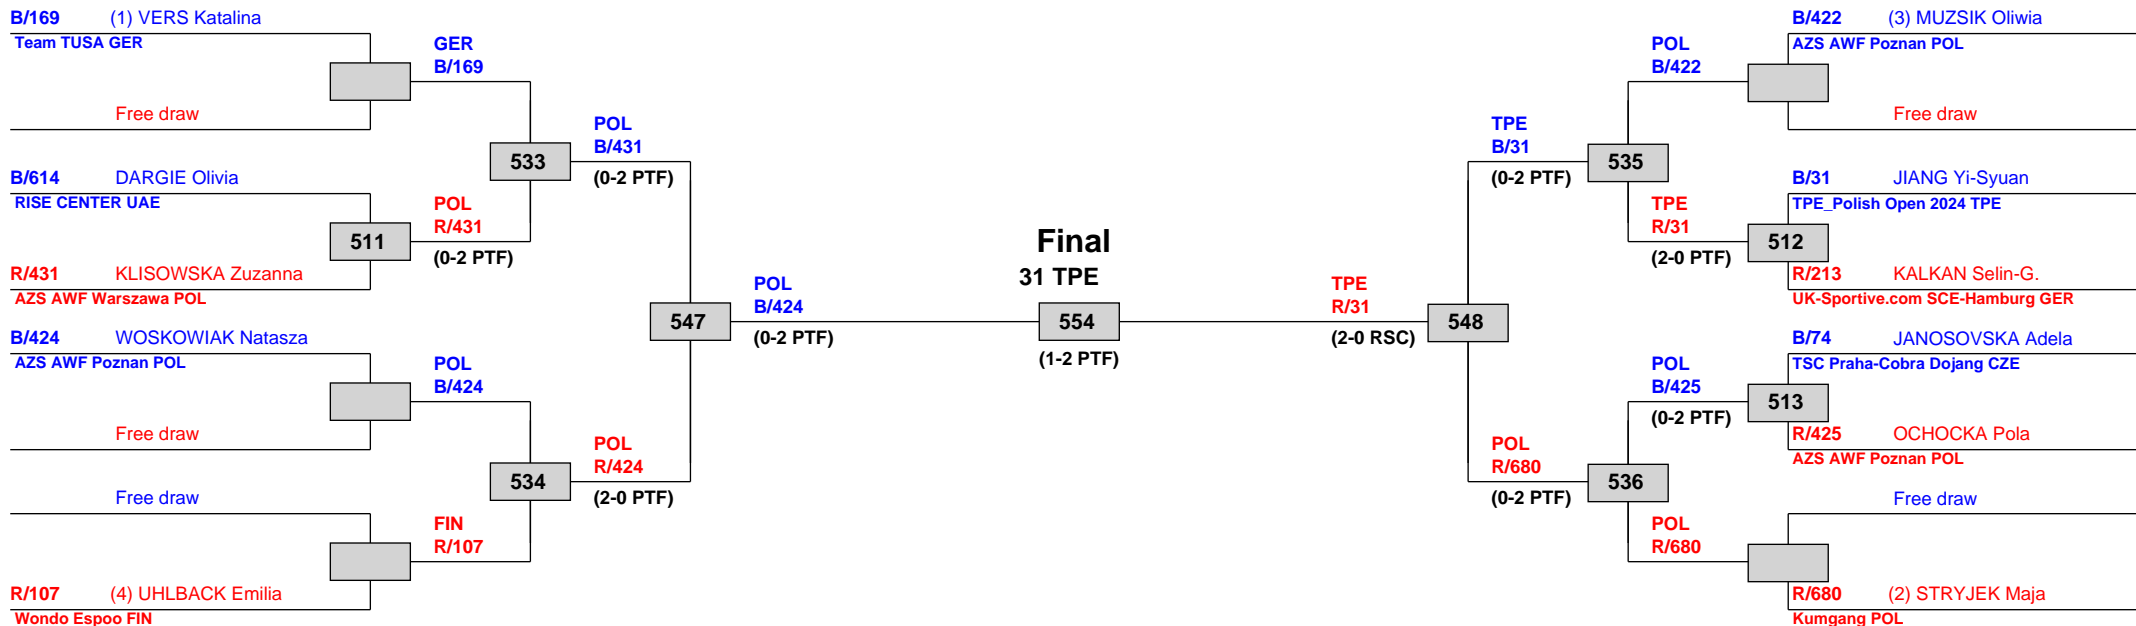 B/169 (1) VERS Katalina
Team TUSA GER
Free draw
B/614 DARGIE Olivia
RISE CENTER UAE
511
R/431 KLISOWSKA Zuzanna
AZS AWF Warszawa POL
B/424 WOSKOWIAK Natasza
AZS AWF Poznan POL
Free draw
Free draw
R/107 (4) UHLBACK Emilia
Wondo Espoo FIN
GER
B/169
533
POL
R/431
(0-2 PTF)
POL
B/424
534
FIN
R/107
POL
B/431
(0-2 PTF)
547
POL
R/424
(2-0 PTF)
POL
B/424
(0-2 PTF)
Final
31 TPE
554
(1-2 PTF)
TPE
R/31
(2-0 RSC)
548
TPE
B/31
(0-2 PTF)
POL
R/680
(0-2 PTF)
535
536
POL
B/422
TPE
R/31
(2-0 PTF)
POL
B/425
(0-2 PTF)
POL
R/680
B/422 (3) MUZSIK Oliwia
AZS AWF Poznan POL
Free draw
B/31 JIANG Yi-Syuan
TPE_Polish Open 2024 TPE
512
R/213 KALKAN Selin-G.
UK-Sportive.com SCE-Hamburg GER
B/74 JANOSOVSKA Adela
TSC Praha-Cobra Dojang CZE
513
R/425 OCHOCKA Pola
AZS AWF Poznan POL
Free draw
R/680 (2) STRYJEK Maja
Kumgang POL